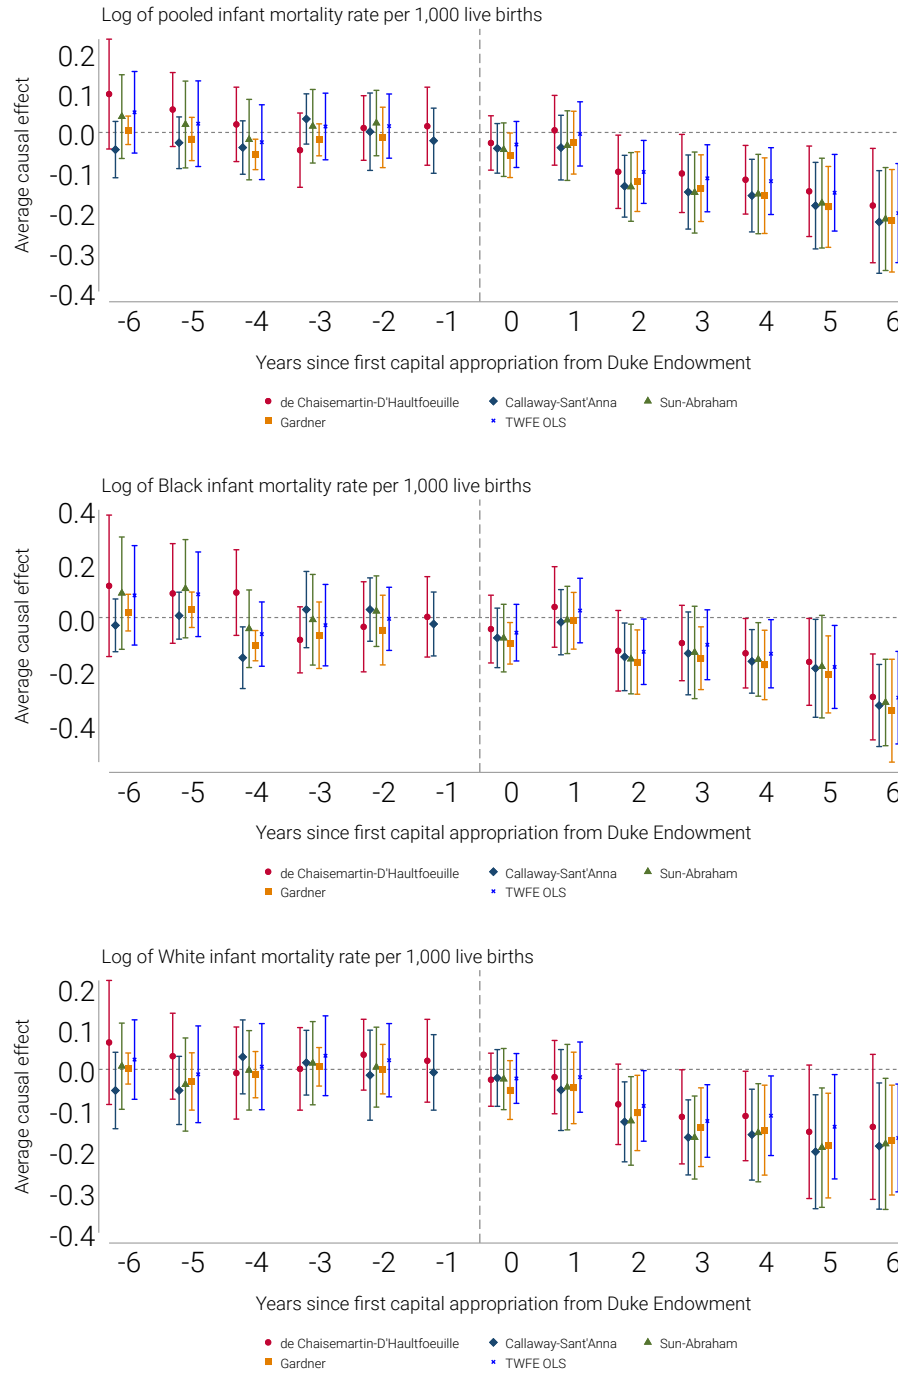 Log of pooled infant mortality rate per 1,000 live births
Average causal effect
0.2
0.1
0.0
-0.1
-0.2
-0.3
-0.4
-6 -5 -4 -3 -2 -1 0 1 2 3 4 5 6
Years since first capital appropriation from Duke Endowment
de Chaisemartin-D'Haultfoeuille Callaway-Sant'Anna Sun-Abraham
Gardner TWFE OLS
Log of Black infant mortality rate per 1,000 live births
Average causal effect
0.4
0.2
0.0
-0.2
-0.4
-6 -5 -4 -3 -2 -1 0 1 2 3 4 5 6
Years since first capital appropriation from Duke Endowment
de Chaisemartin-D'Haultfoeuille Callaway-Sant'Anna Sun-Abraham
Gardner TWFE OLS
Log of White infant mortality rate per 1,000 live births
Average causal effect
0.2
0.1
0.0
-0.1
-0.2
-0.3
-0.4
-6 -5 -4 -3 -2 -1 0 1 2 3 4 5 6
Years since first capital appropriation from Duke Endowment
de Chaisemartin-D'Haultfoeuille Callaway-Sant'Anna Sun-Abraham
Gardner TWFE OLS